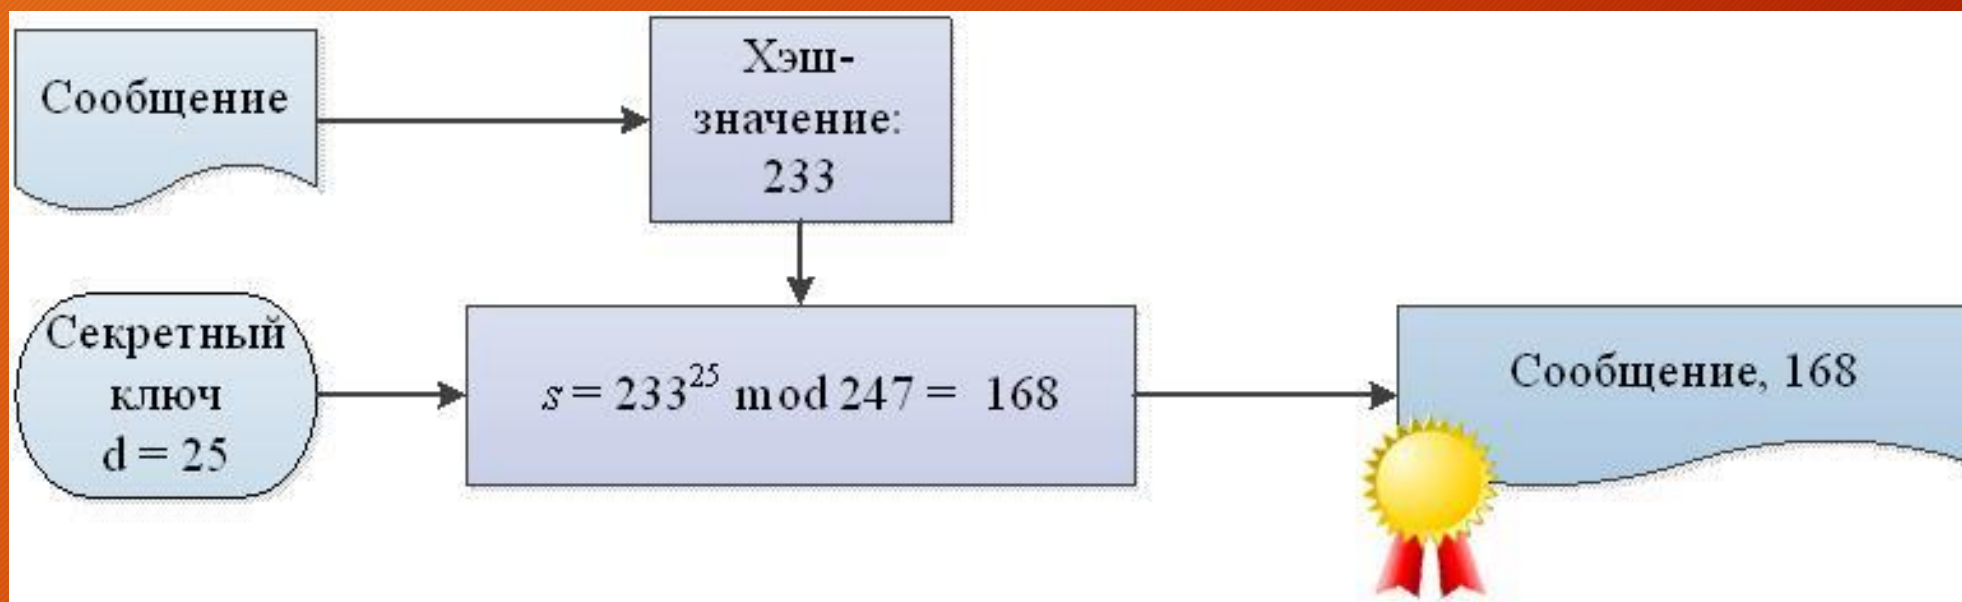 Сообщение
Хэш-
значение:
233
Секретный
ключ
d = 25
s = 233²⁵ mod 247 = 168
Сообщение, 168